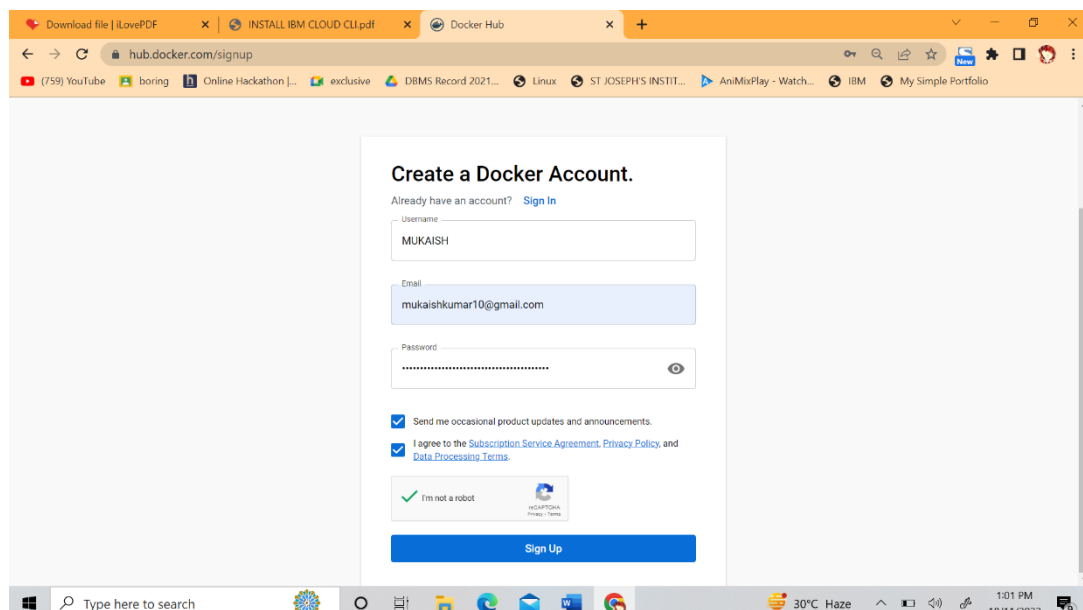 Download file | iLovePDF
INSTALL IBM CLOUD CLI.pdf
Docker Hub
hub.docker.com/signup
New
(759) YouTube
boring
Online Hackathon |...
exclusive
DBMS Record 2021...
Linux
ST JOSEPH'S INSTIT...
AniMixPlay - Watch...
IBM
My Simple Portfolio
Create a Docker Account.
Already have an account? Sign In
Username
MUKAISH
Email
mukaishkumar10@gmail.com
Password
Send me occasional product updates and announcements.
I agree to the Subscription Service Agreement, Privacy Policy, and
Data Processing Terms.
I'm not a robot
reCAPTCHA
Privacy - Terms
Sign Up
Type here to search
30°C Haze
1:01 PM